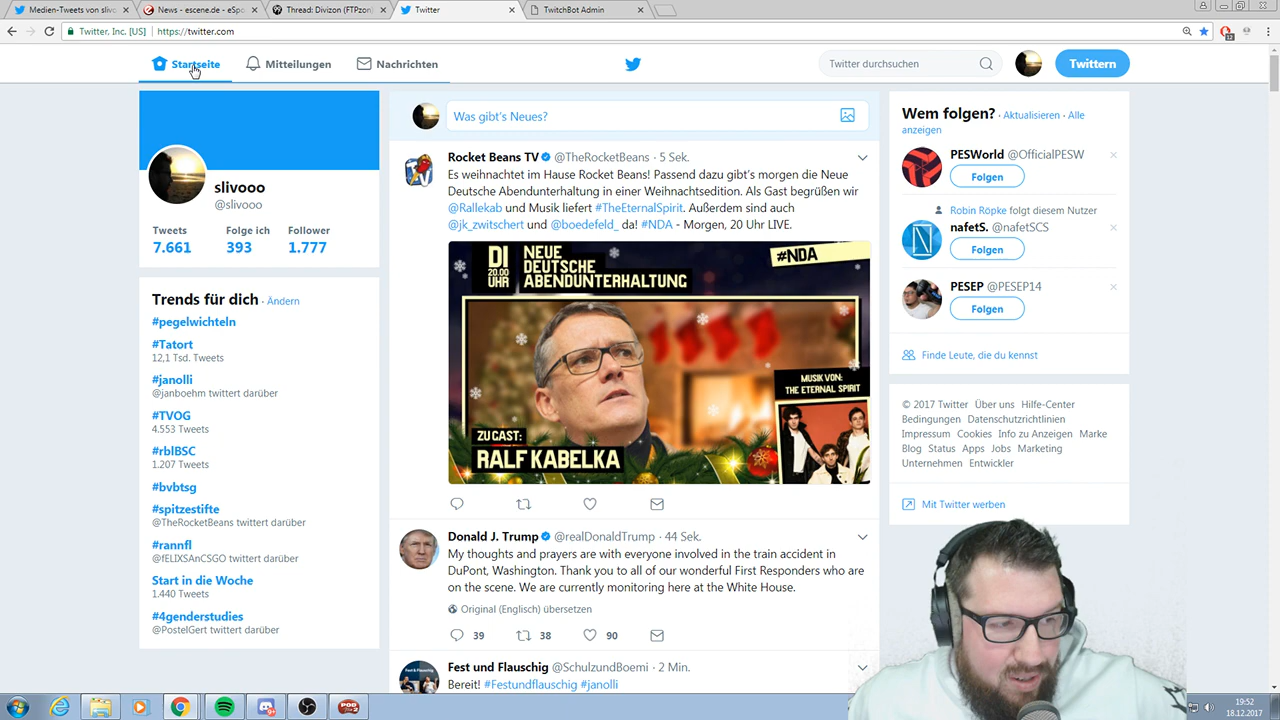 Medien-Tweets von sliv
News - escene.de - eSpo
Thread: Divizon (FTPzon
Twitter
TwitchBot Admin
Twitter, Inc. [US]
https://twitter.com
Startseite
Mitteilungen
Nachrichten
Twitter durchsuchen
Twittern
slivooo
@slivooo
Tweets
Folge ich
Follower
7.661
393
1.777
Trends für dich · Ändern
#pegelwichteln
#Tatort
12,1 Tsd. Tweets
#janolli
@janboehm twittert darüber
#TVOG
4.553 Tweets
#rblBSC
1.207 Tweets
#bvbtsg
#spitzestifte
@TheRocketBeans twittert darüber
#rannfl
@fELIXSAnCSGO twittert darüber
Start in die Woche
1.440 Tweets
#4genderstudies
@PostelGert twittert darüber
Was gibt's Neues?
Rocket Beans TV @TheRocketBeans · 5 Sek.
Es weihnachtet im Hause Rocket Beans! Passend dazu gibt's morgen die Neue
Deutsche Abendunterhaltung in einer Weihnachtsedition. Als Gast begrüßen wir
@Rallekab und Musik liefert #TheEternalSpirit. Außerdem sind auch
@jk_zwitschert und @boedefeld_ da! #NDA - Morgen, 20 Uhr LIVE.
DI
20.00
UHR
NEUE
DEUTSCHE
ABENDUNTERHALTUNG
#NDA
MUSIK VON:
THE ETERNAL SPIRIT
ZU GAST:
RALF KABELKA
Donald J. Trump @realDonaldTrump · 44 Sek.
My thoughts and prayers are with everyone involved in the train accident in
DuPont, Washington. Thank you to all of our wonderful First Responders who are
on the scene. We are currently monitoring here at the White House.
Original (Englisch) übersetzen
39
38
90
Fest und Flauschig @SchulzundBoemi · 2 Min.
Bereit! #Festundflauschig #janolli
Wem folgen? · Aktualisieren · Alle
anzeigen
PESWorld @OfficialPESW
Folgen
Robin Röpke folgt diesem Nutzer
nafetS. @nafetSCS
Folgen
PESEP @PESEP14
Folgen
Finde Leute, die du kennst
© 2017 Twitter Über uns Hilfe-Center
Bedingungen Datenschutzrichtlinien
Impressum Cookies Info zu Anzeigen Marke
Blog Status Apps Jobs Marketing
Unternehmen Entwickler
Mit Twitter werben
19:52
18.12.2017